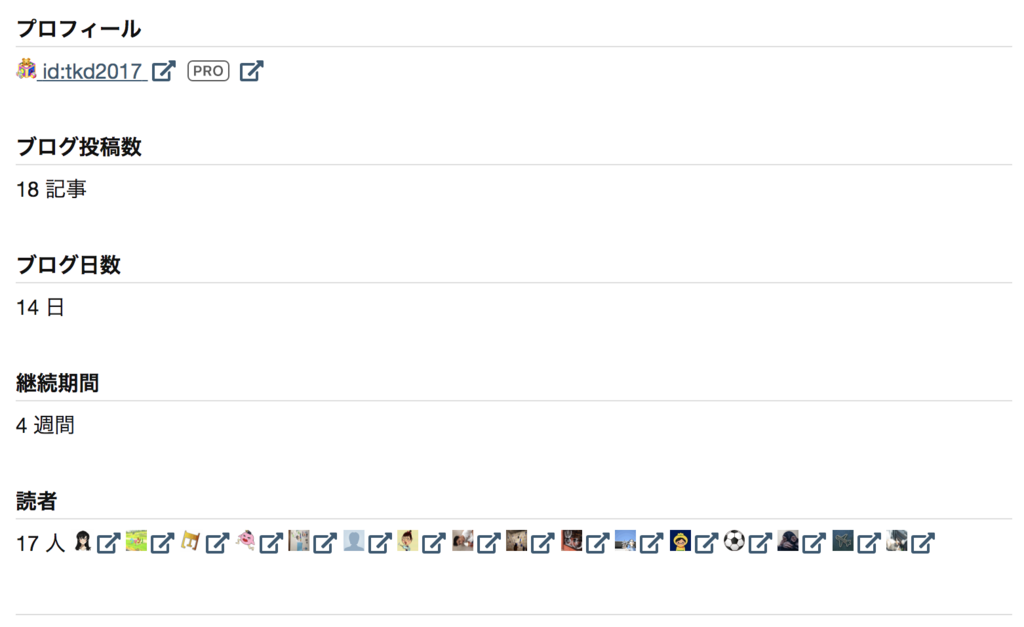 プロフィール
id:tkd2017 PRO
ブログ投稿数
18 記事
ブログ日数
14 日
継続期間
4 週間
読者
17 人